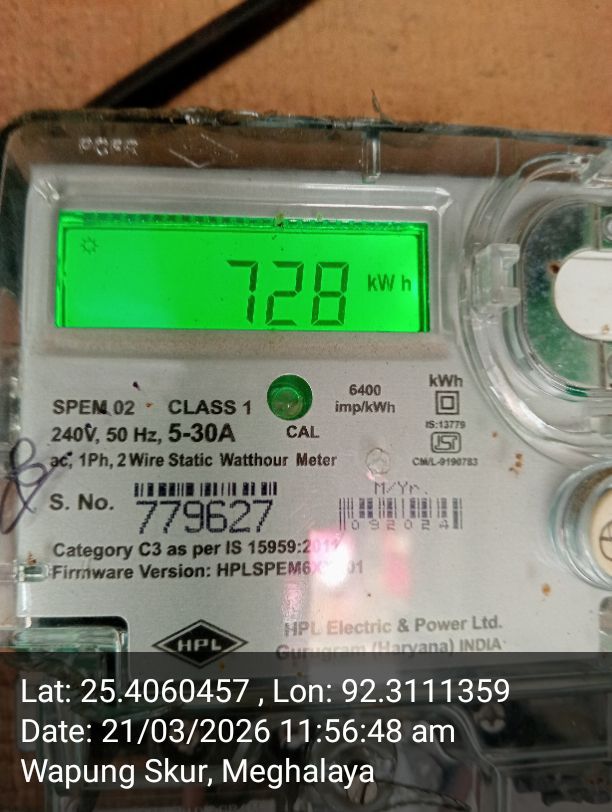 728 kWh
SPEM 02 CLASS 1
6400
imp/kWh
kWh
IS:13779
240V, 50 Hz, 5-30A
CAL
ISI
CM/L-9190783
ac, 1Ph, 2 Wire Static Watthour Meter
S. No. 779627
M/Yr.
092024
Category C3 as per IS 15959:2011
Firmware Version:
HPL
HPL Electric & Power Ltd.
Gurugram (Haryana) INDIA
Lat: 25.4060457 , Lon: 92.3111359
Date: 21/03/2026 11:56:48 am
Wapung Skur, Meghalaya